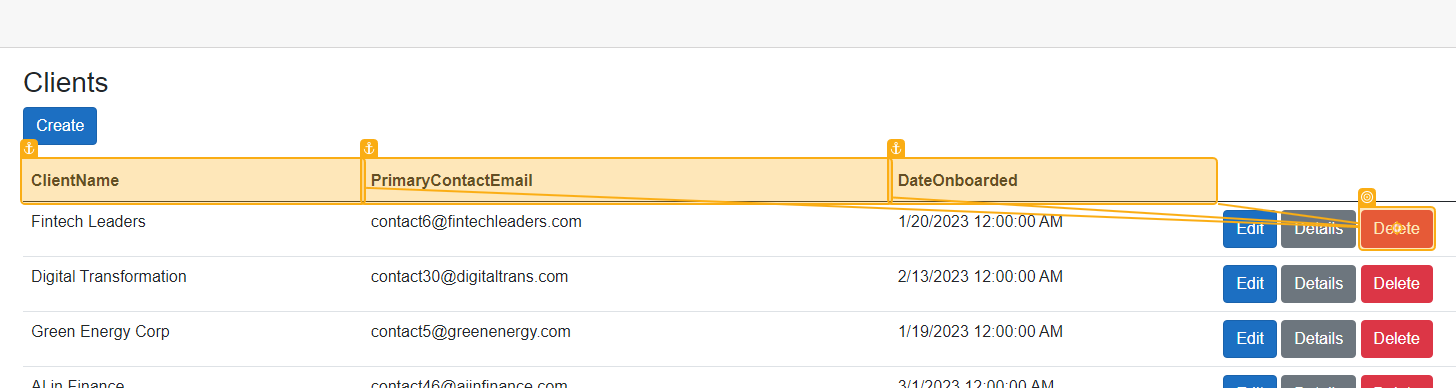 Clients
Create
ClientName PrimaryContactEmail DateOnboarded
Fintech Leaders contact6@fintechleaders.com 1/20/2023 12:00:00 AM Edit Details Delete
Digital Transformation contact30@digitaltrans.com 2/13/2023 12:00:00 AM Edit Details Delete
Green Energy Corp contact5@greenenergy.com 1/19/2023 12:00:00 AM Edit Details Delete
AI in Finance contact46@aiinfinance.com 3/1/2023 12:00:00 AM Edit Details Delete